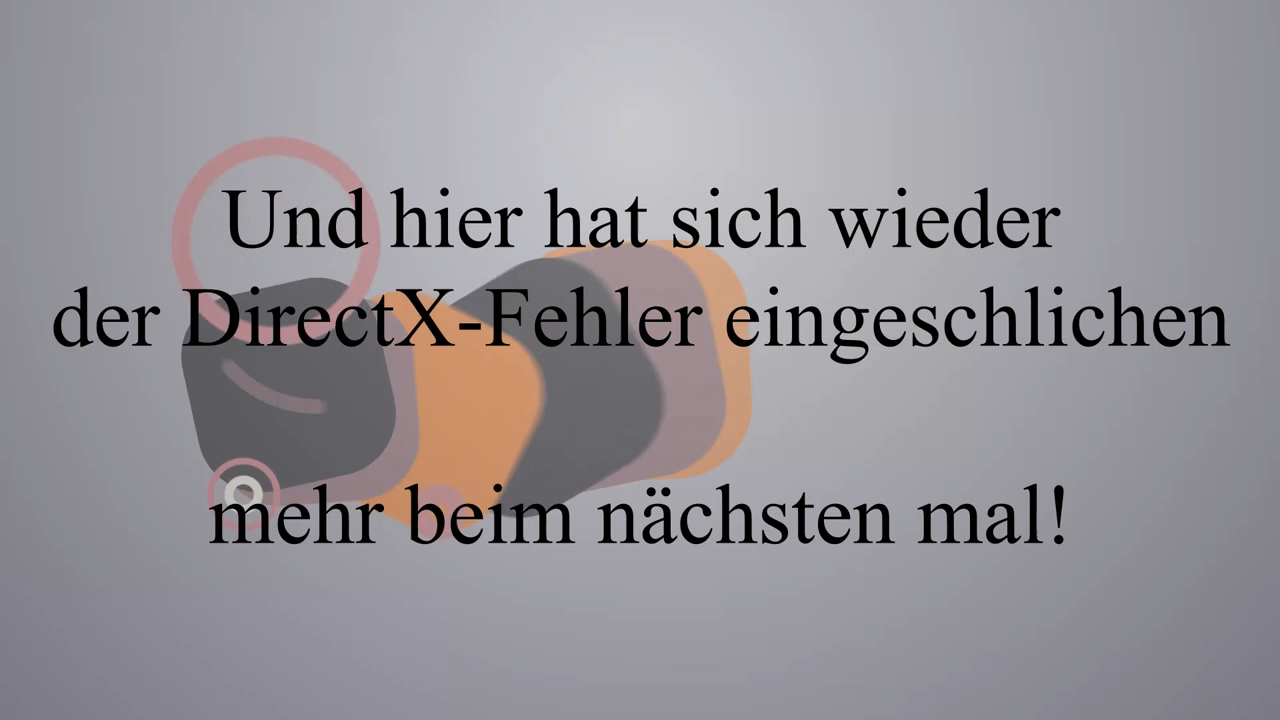 Und hier hat sich wieder
der DirectX-Fehler eingeschlichen
mehr beim nächsten mal!